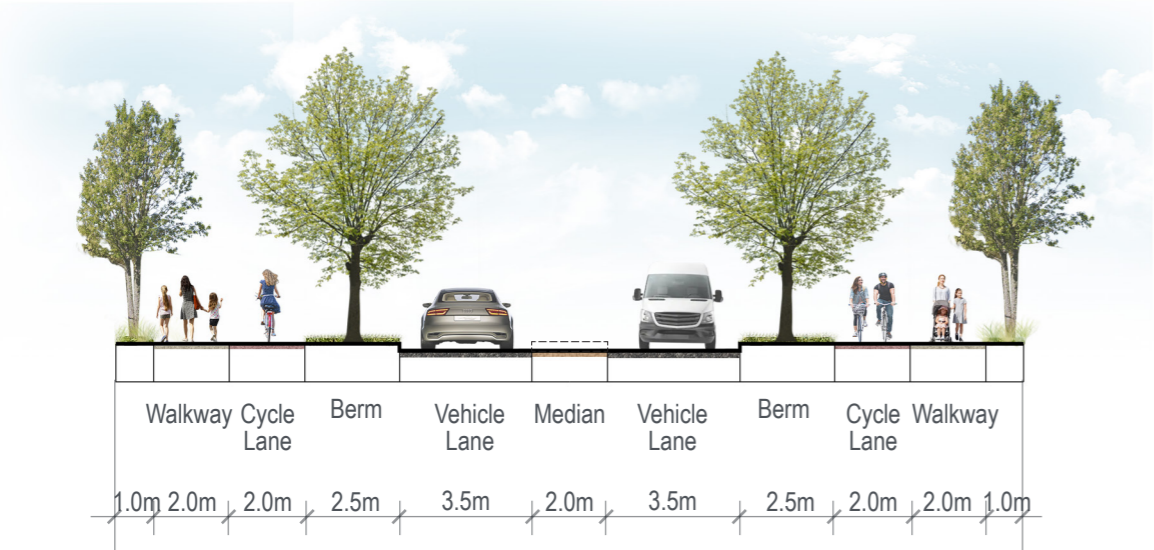 Walkway Cycle Lane Berm Vehicle Lane Median Vehicle Lane Berm Cycle Lane Walkway
1.0m 2.0m 2.0m 2.5m 3.5m 2.0m 3.5m 2.5m 2.0m 2.0m 1.0m